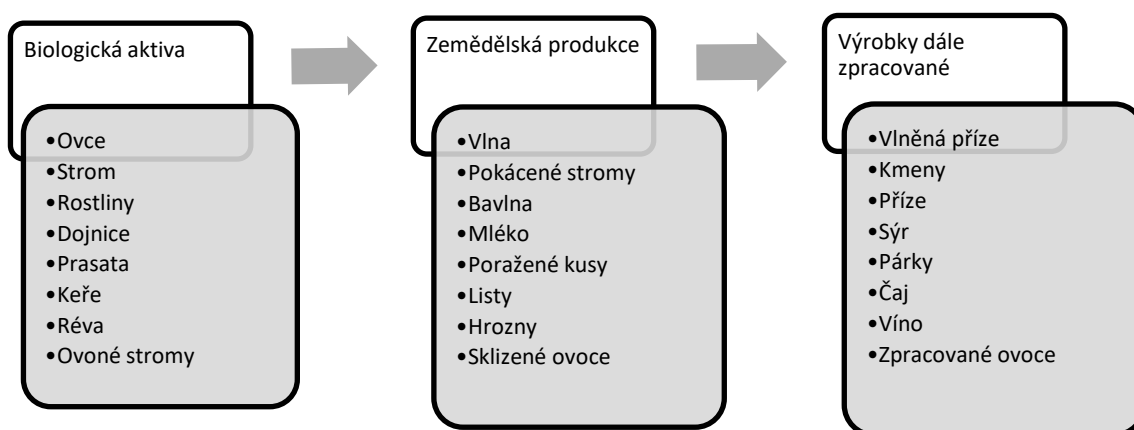 Biologická aktiva
•Ovce
•Strom
•Rostliny
•Dojnice
•Prasata
•Keře
•Réva
•Ovoné stromy
Zemědělská produkce
•Vlna
•Pokácené stromy
•Bavlna
•Mléko
•Poražené kusy
•Listy
•Hrozny
•Sklizené ovoce
Výrobky dále
zpracované
•Vlněná příze
•Kmeny
•Příze
•Sýr
•Párky
•Čaj
•Víno
•Zpracované ovoce